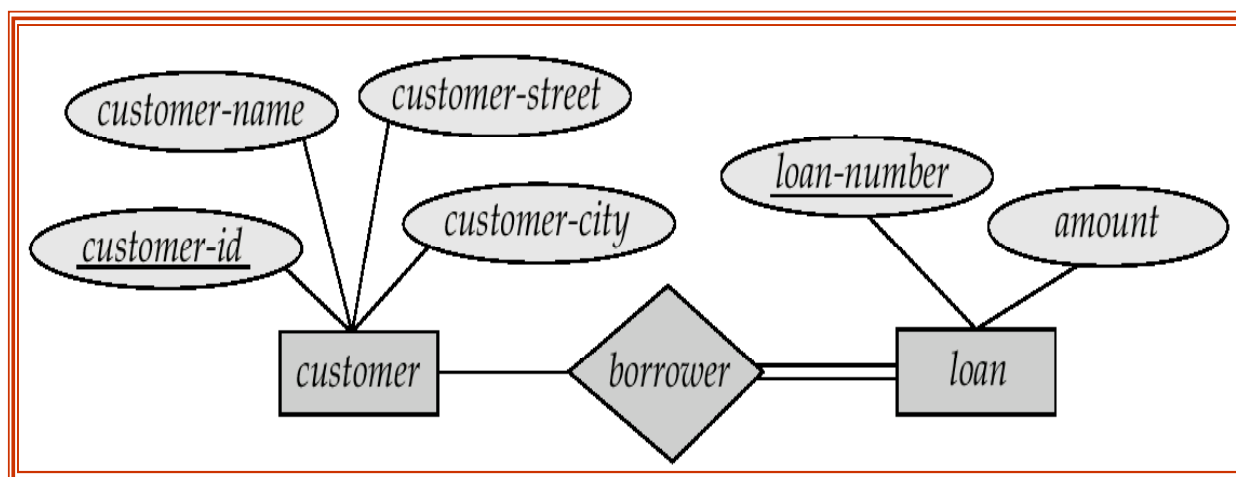 customer-name
customer-street
loan-number
customer-id
customer-city
amount
customer
borrower
loan